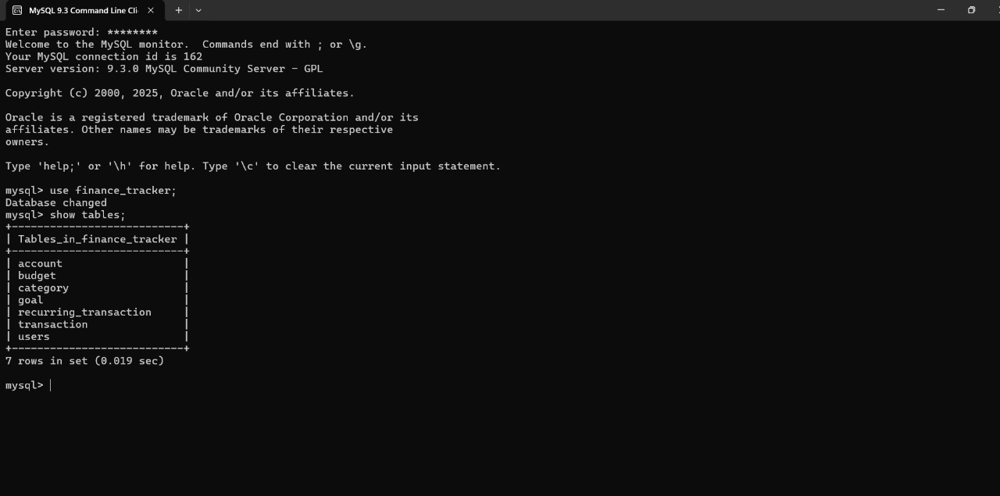 MySQL 9.3 Command Line Cli
Enter password: ********
Welcome to the MySQL monitor.  Commands end with ; or \g.
Your MySQL connection id is 162
Server version: 9.3.0 MySQL Community Server - GPL
Copyright (c) 2000, 2025, Oracle and/or its affiliates.
Oracle is a registered trademark of Oracle Corporation and/or its
affiliates. Other names may be trademarks of their respective
owners.
Type 'help;' or '\h' for help. Type '\c' to clear the current input statement.
mysql> use finance_tracker;
Database changed
mysql> show tables;
+---------------------------+
| Tables_in_finance_tracker |
+---------------------------+
| account                   |
| budget                    |
| category                  |
| goal                      |
| recurring_transaction     |
| transaction               |
| users                     |
+---------------------------+
7 rows in set (0.019 sec)
mysql>